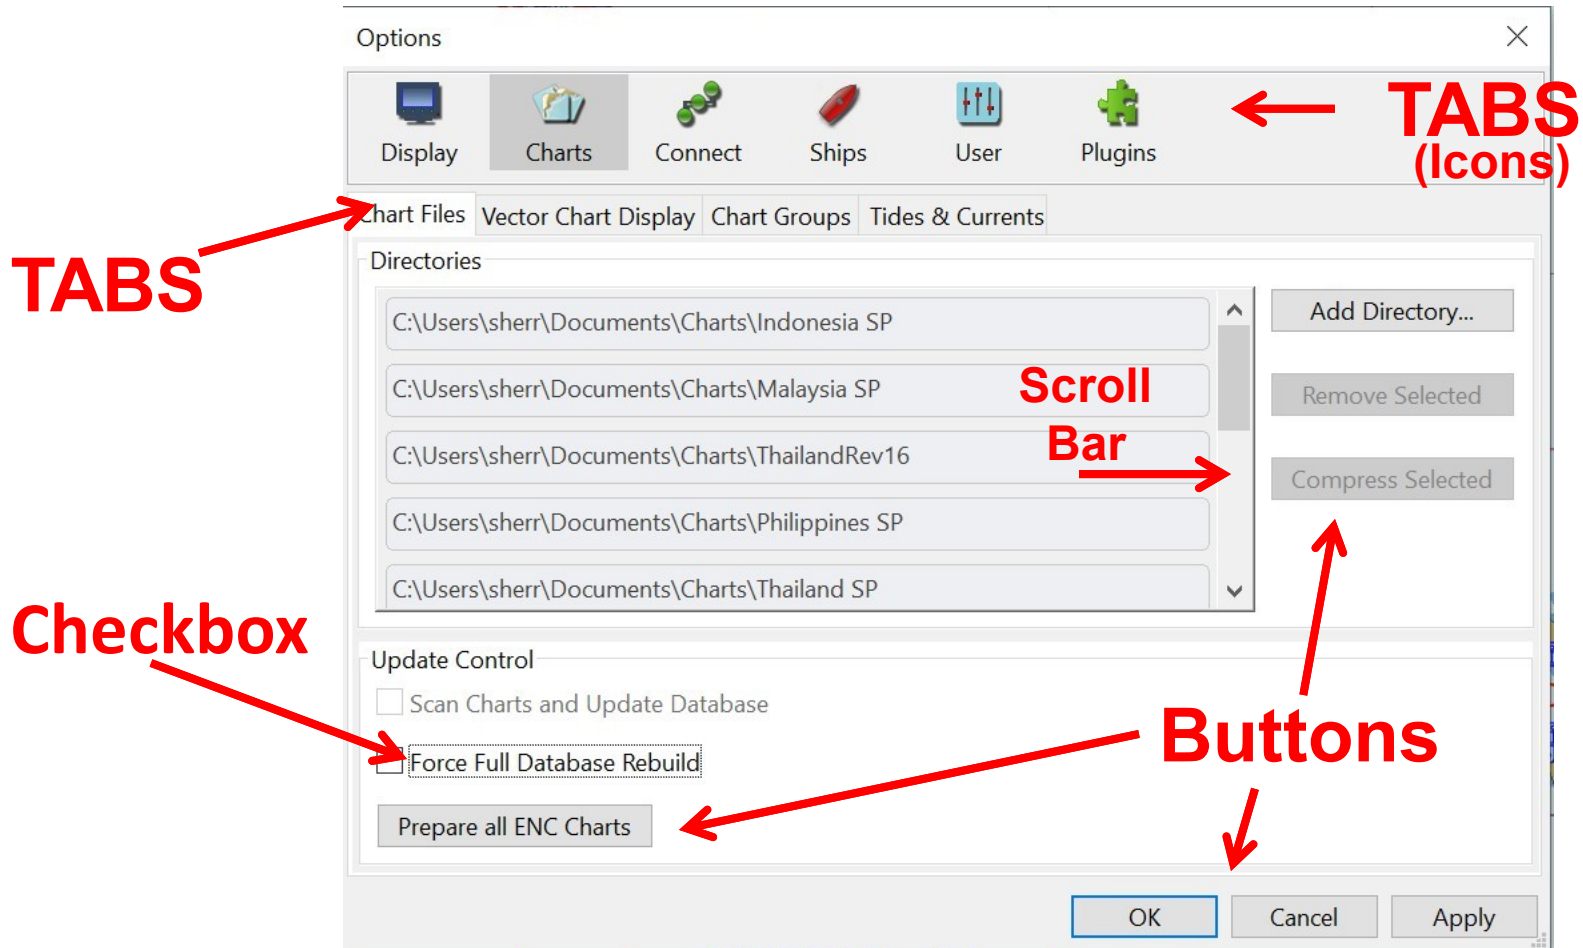 Options
Display Charts Connect Ships User Plugins
TABS
(Icons)
Chart Files Vector Chart Display Chart Groups Tides & Currents
TABS
Directories
C:\Users\sherr\Documents\Charts\Indonesia SP
C:\Users\sherr\Documents\Charts\Malaysia SP
C:\Users\sherr\Documents\Charts\ThailandRev16
C:\Users\sherr\Documents\Charts\Philippines SP
C:\Users\sherr\Documents\Charts\Thailand SP
Scroll
Bar
Add Directory...
Remove Selected
Compress Selected
Checkbox
Update Control
Scan Charts and Update Database
Force Full Database Rebuild
Prepare all ENC Charts
Buttons
OK Cancel Apply